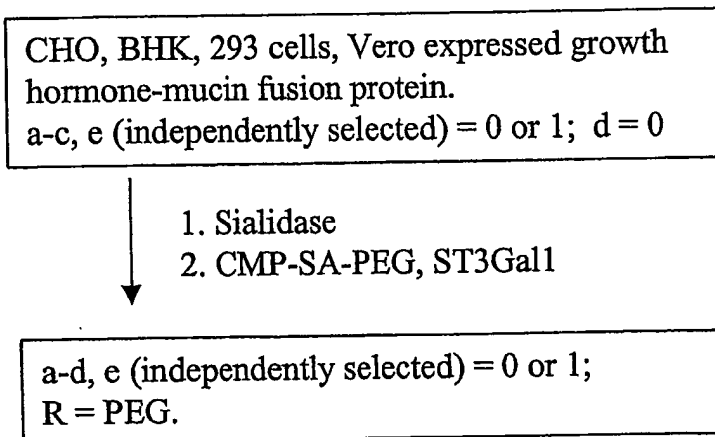 CHO, BHK, 293 cells, Vero expressed growth
hormone-mucin fusion protein.
a-c, e (independently selected) = 0 or 1; d = 0
1. Sialidase
2. CMP-SA-PEG, ST3Gal1
a-d, e (independently selected) = 0 or 1;
R = PEG.